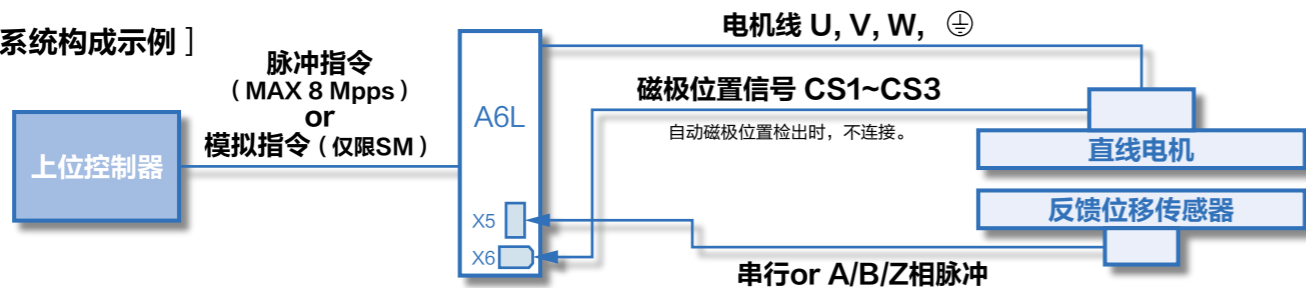 系统构成示例 ]
电机线 U, V, W,
脉冲指令
（MAX 8 Mpps）
or
模拟指令（仅限SM）
磁极位置信号 CS1~CS3
自动磁极位置检出时，不连接。
A6L
上位控制器
直线电机
反馈位移传感器
X5
X6
串行or A/B/Z相脉冲